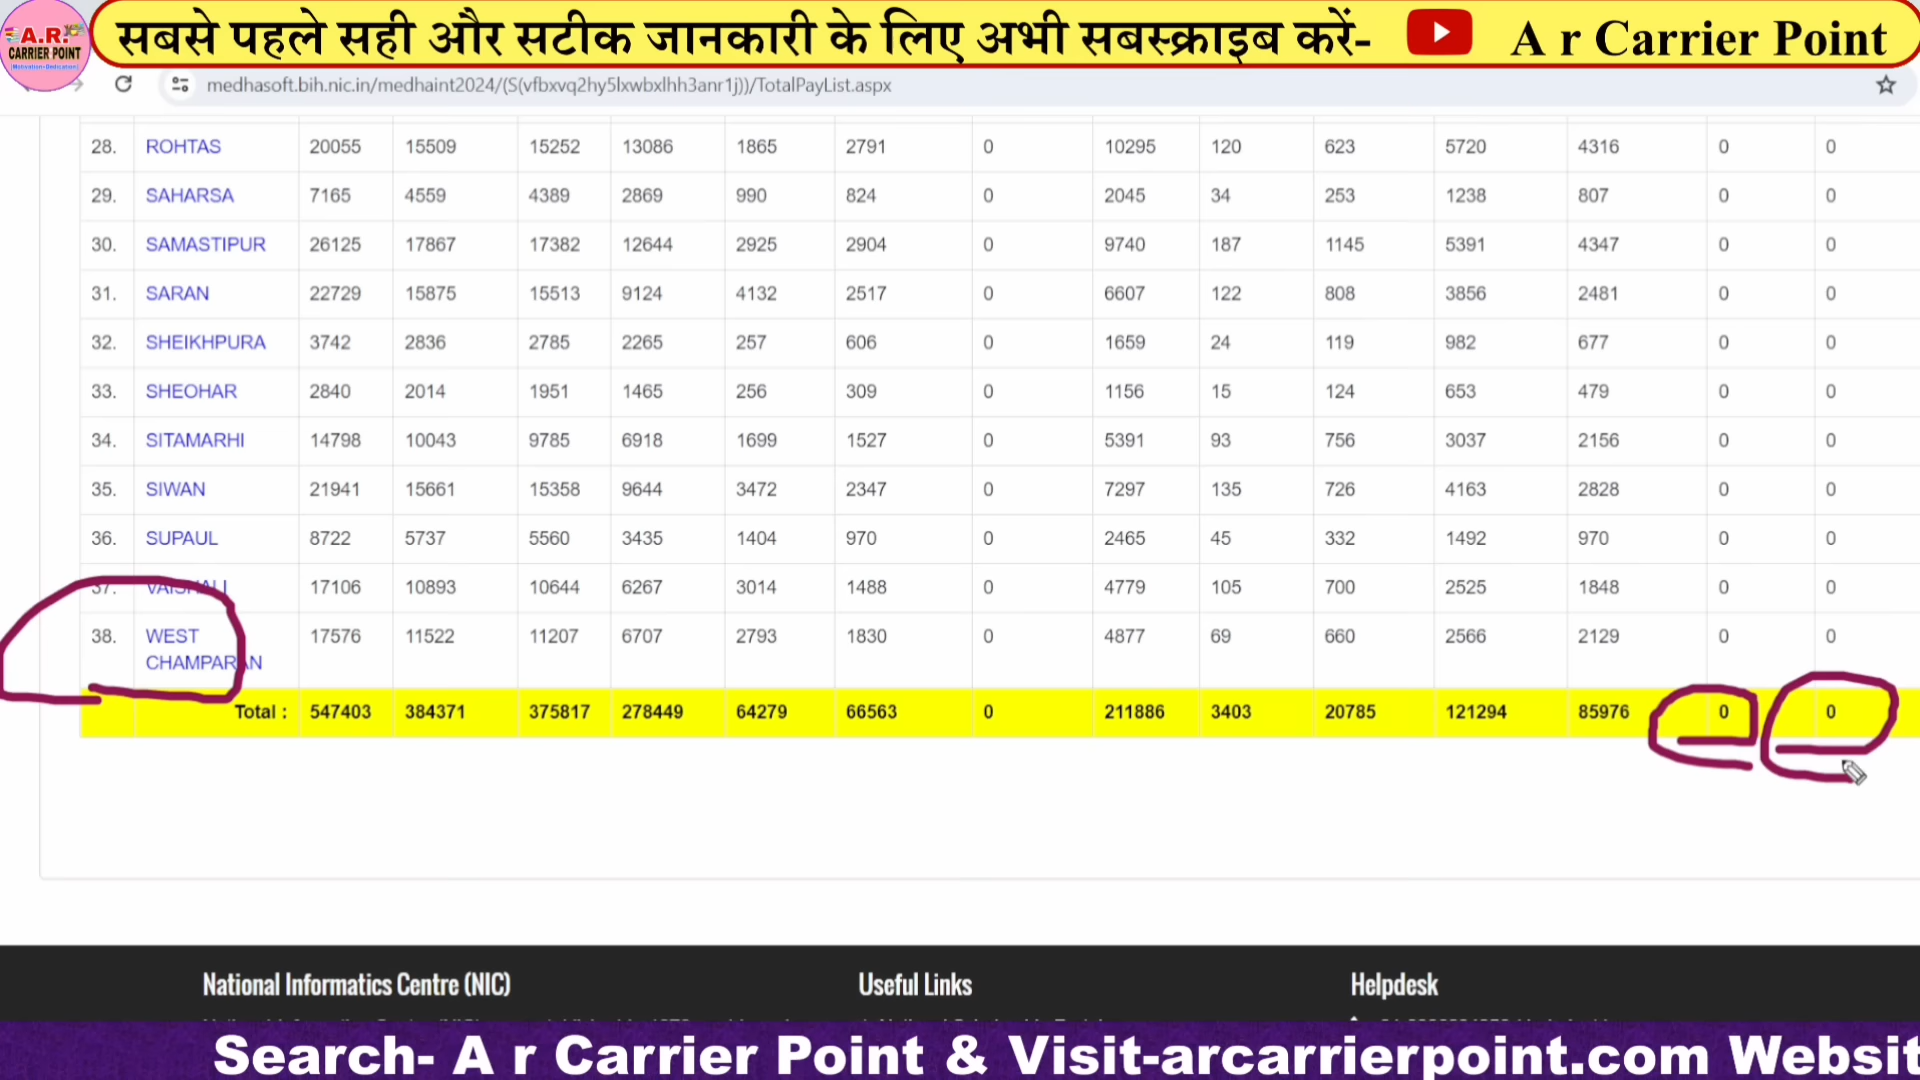 A.R.
CARRIER POINT
(Motivation+Dedication)
सबसे पहले सही और सटीक जानकारी के लिए अभी सबस्क्राइब करें- A r Carrier Point
medhasoft.bih.nic.in/medhaint2024/(S(vfbxvq2hy5lxwbxlhh3anr1j))/TotalPayList.aspx
28. ROHTAS 20055 15509 15252 13086 1865 2791 0 10295 120 623 5720 4316 0 0
29. SAHARSA 7165 4559 4389 2869 990 824 0 2045 34 253 1238 807 0 0
30. SAMASTIPUR 26125 17867 17382 12644 2925 2904 0 9740 187 1145 5391 4347 0 0
31. SARAN 22729 15875 15513 9124 4132 2517 0 6607 122 808 3856 2481 0 0
32. SHEIKHPURA 3742 2836 2785 2265 257 606 0 1659 24 119 982 677 0 0
33. SHEOHAR 2840 2014 1951 1465 256 309 0 1156 15 124 653 479 0 0
34. SITAMARHI 14798 10043 9785 6918 1699 1527 0 5391 93 756 3037 2156 0 0
35. SIWAN 21941 15661 15358 9644 3472 2347 0 7297 135 726 4163 2828 0 0
36. SUPAUL 8722 5737 5560 3435 1404 970 0 2465 45 332 1492 970 0 0
37. VAISHALI 17106 10893 10644 6267 3014 1488 0 4779 105 700 2525 1848 0 0
38. WEST 17576 11522 11207 6707 2793 1830 0 4877 69 660 2566 2129 0 0
CHAMPARAN
Total : 547403 384371 375817 278449 64279 66563 0 211886 3403 20785 121294 85976 0 0
National Informatics Centre (NIC) Useful Links Helpdesk
Search- A r Carrier Point & Visit-arcarrierpoint.com Websit